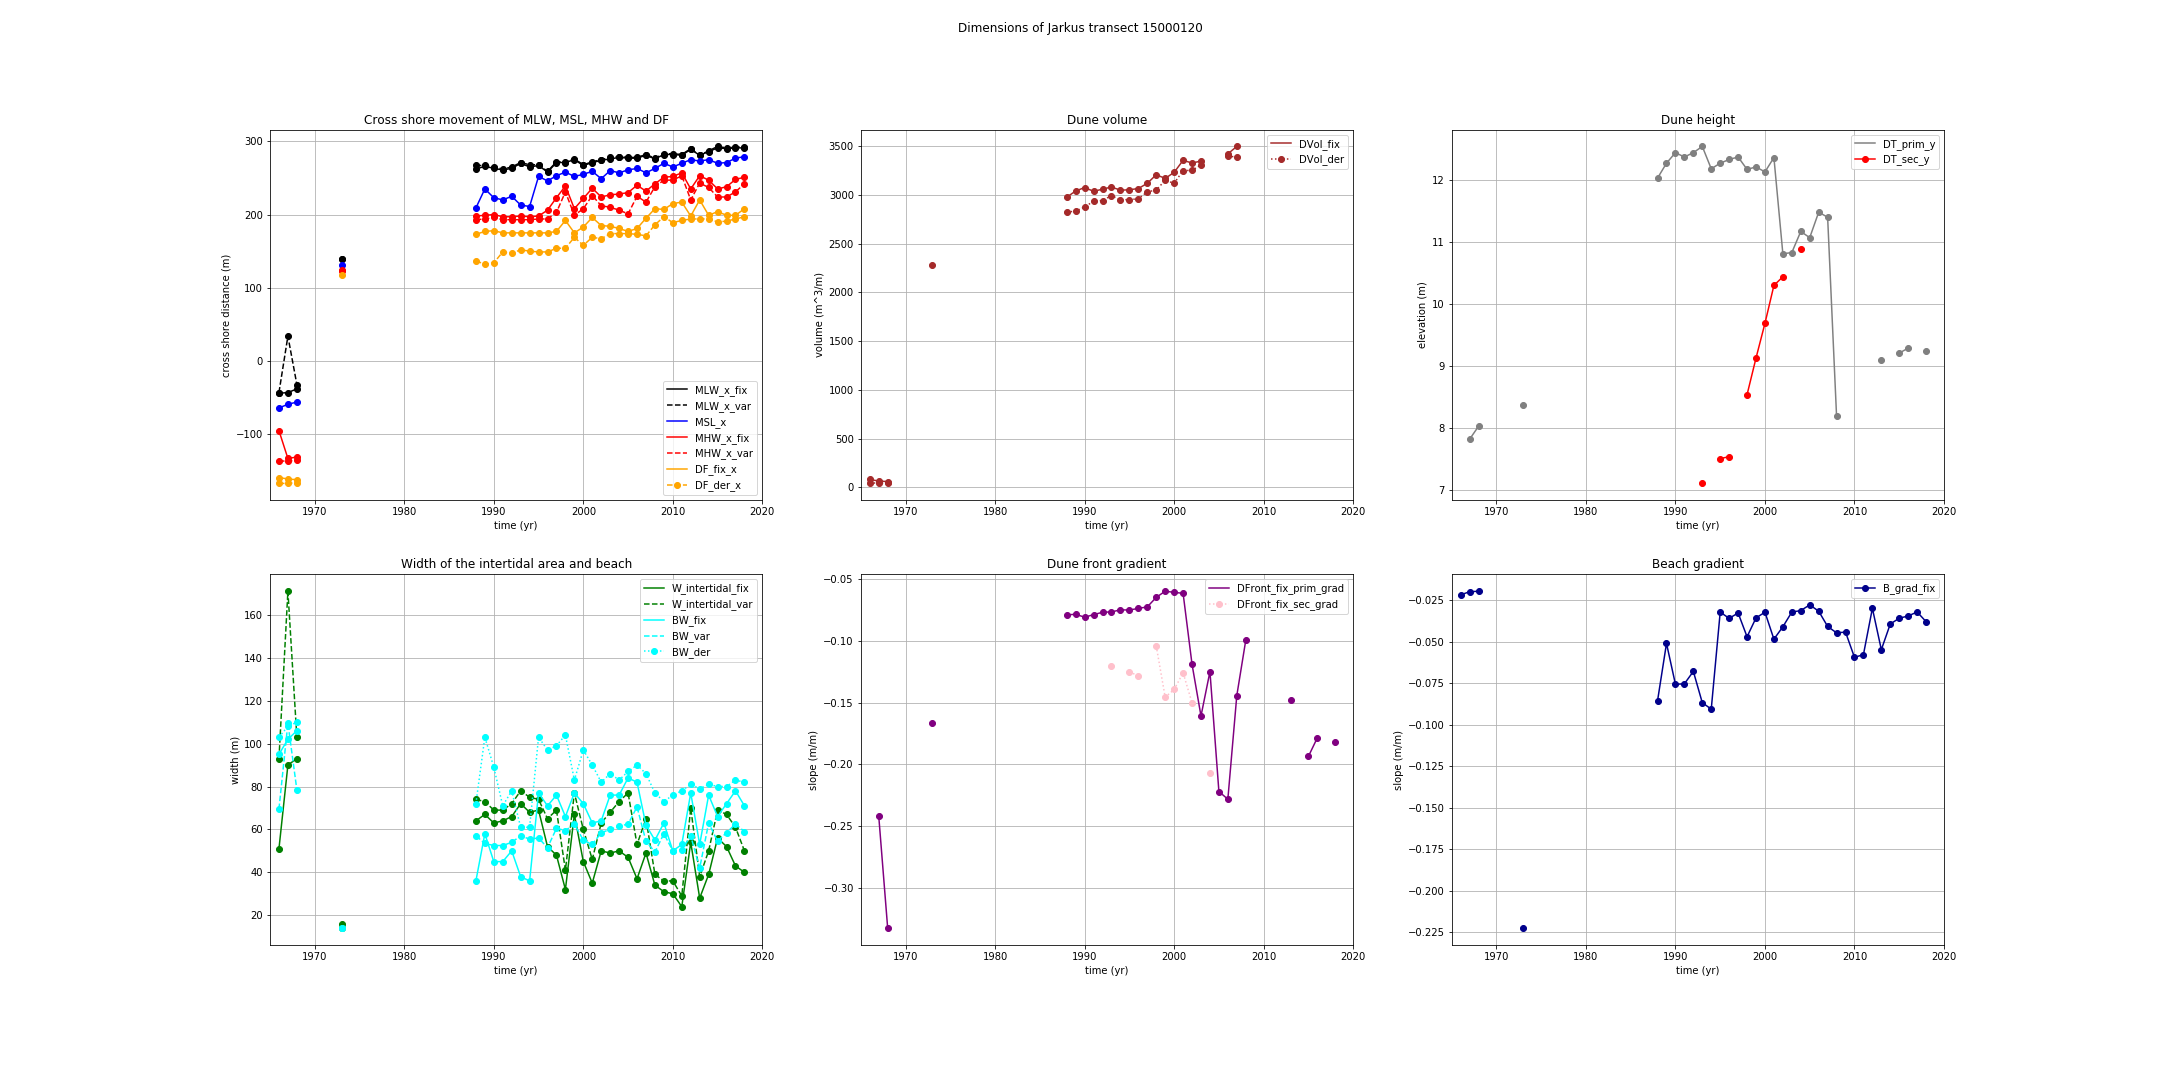 Dimensions of Jarkus transect 15000120
Cross shore movement of MLW, MSL, MHW and DF
300
200
100
0
−100
cross shore distance (m)
1970 1980 1990 2000 2010 2020
time (yr)
MLW_x_fix
MLW_x_var
MSL_x
MHW_x_fix
MHW_x_var
DF_fix_x
DF_der_x
Dune volume
3500
3000
2500
2000
1500
1000
500
0
volume (m^3/m)
1970 1980 1990 2000 2010 2020
time (yr)
DVol_fix
DVol_der
Dune height
12
11
10
9
8
7
elevation (m)
1970 1980 1990 2000 2010 2020
time (yr)
DT_prim_y
DT_sec_y
Width of the intertidal area and beach
160
140
120
100
80
60
40
20
width (m)
1970 1980 1990 2000 2010 2020
time (yr)
W_intertidal_fix
W_intertidal_var
BW_fix
BW_var
BW_der
Dune front gradient
−0.05
−0.10
−0.15
−0.20
−0.25
−0.30
slope (m/m)
1970 1980 1990 2000 2010 2020
time (yr)
DFront_fix_prim_grad
DFront_fix_sec_grad
Beach gradient
−0.025
−0.050
−0.075
−0.100
−0.125
−0.150
−0.175
−0.200
−0.225
slope (m/m)
1970 1980 1990 2000 2010 2020
time (yr)
B_grad_fix